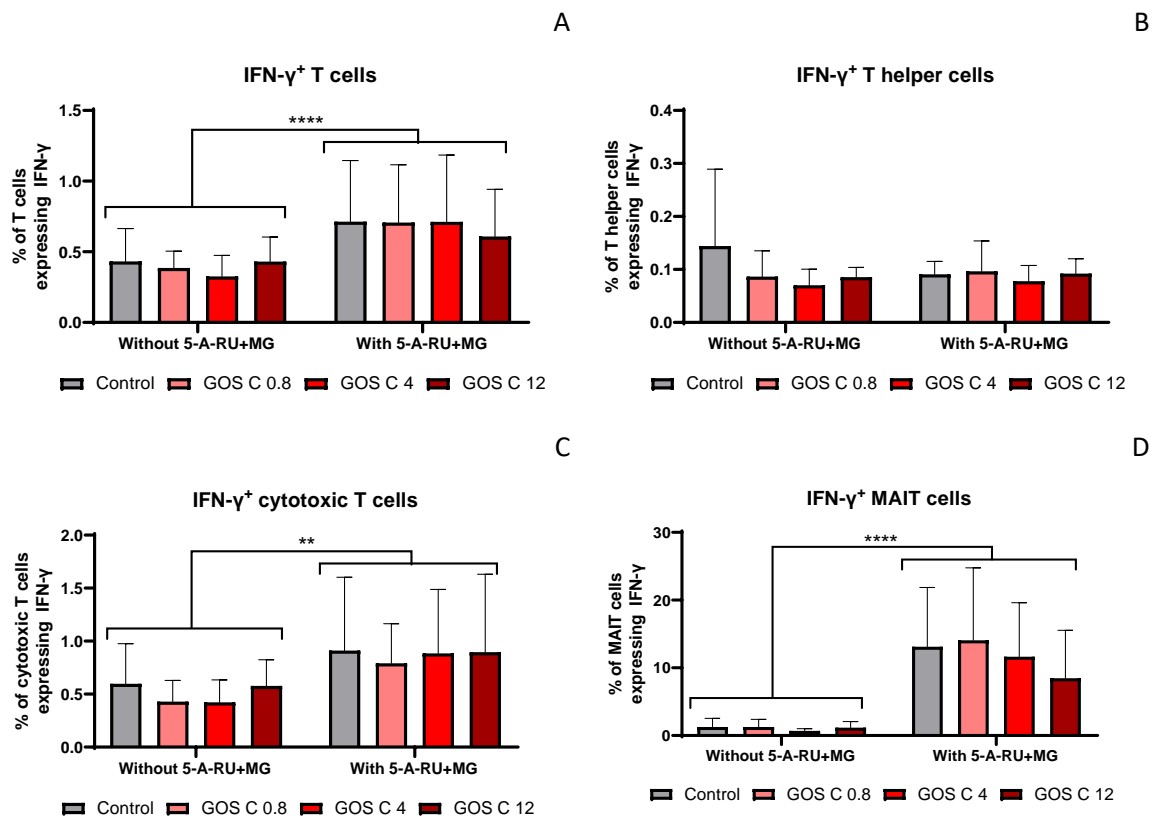 A
IFN-γ⁺ T cells
% of T cells
expressing IFN-γ
1.5
1.0
0.5
0.0
****
Without 5-A-RU+MG
With 5-A-RU+MG
Control GOS C 0.8 GOS C 4 GOS C 12
B
IFN-γ⁺ T helper cells
% of T helper cells
expressing IFN-γ
0.4
0.3
0.2
0.1
0.0
Without 5-A-RU+MG
With 5-A-RU+MG
Control GOS C 0.8 GOS C 4 GOS C 12
C
IFN-γ⁺ cytotoxic T cells
% of cytotoxic T cells
expressing IFN-γ
2.0
1.5
1.0
0.5
0.0
**
Without 5-A-RU+MG
With 5-A-RU+MG
Control GOS C 0.8 GOS C 4 GOS C 12
D
IFN-γ⁺ MAIT cells
% of MAIT cells
expressing IFN-γ
30
20
10
0
****
Without 5-A-RU+MG
With 5-A-RU+MG
Control GOS C 0.8 GOS C 4 GOS C 12